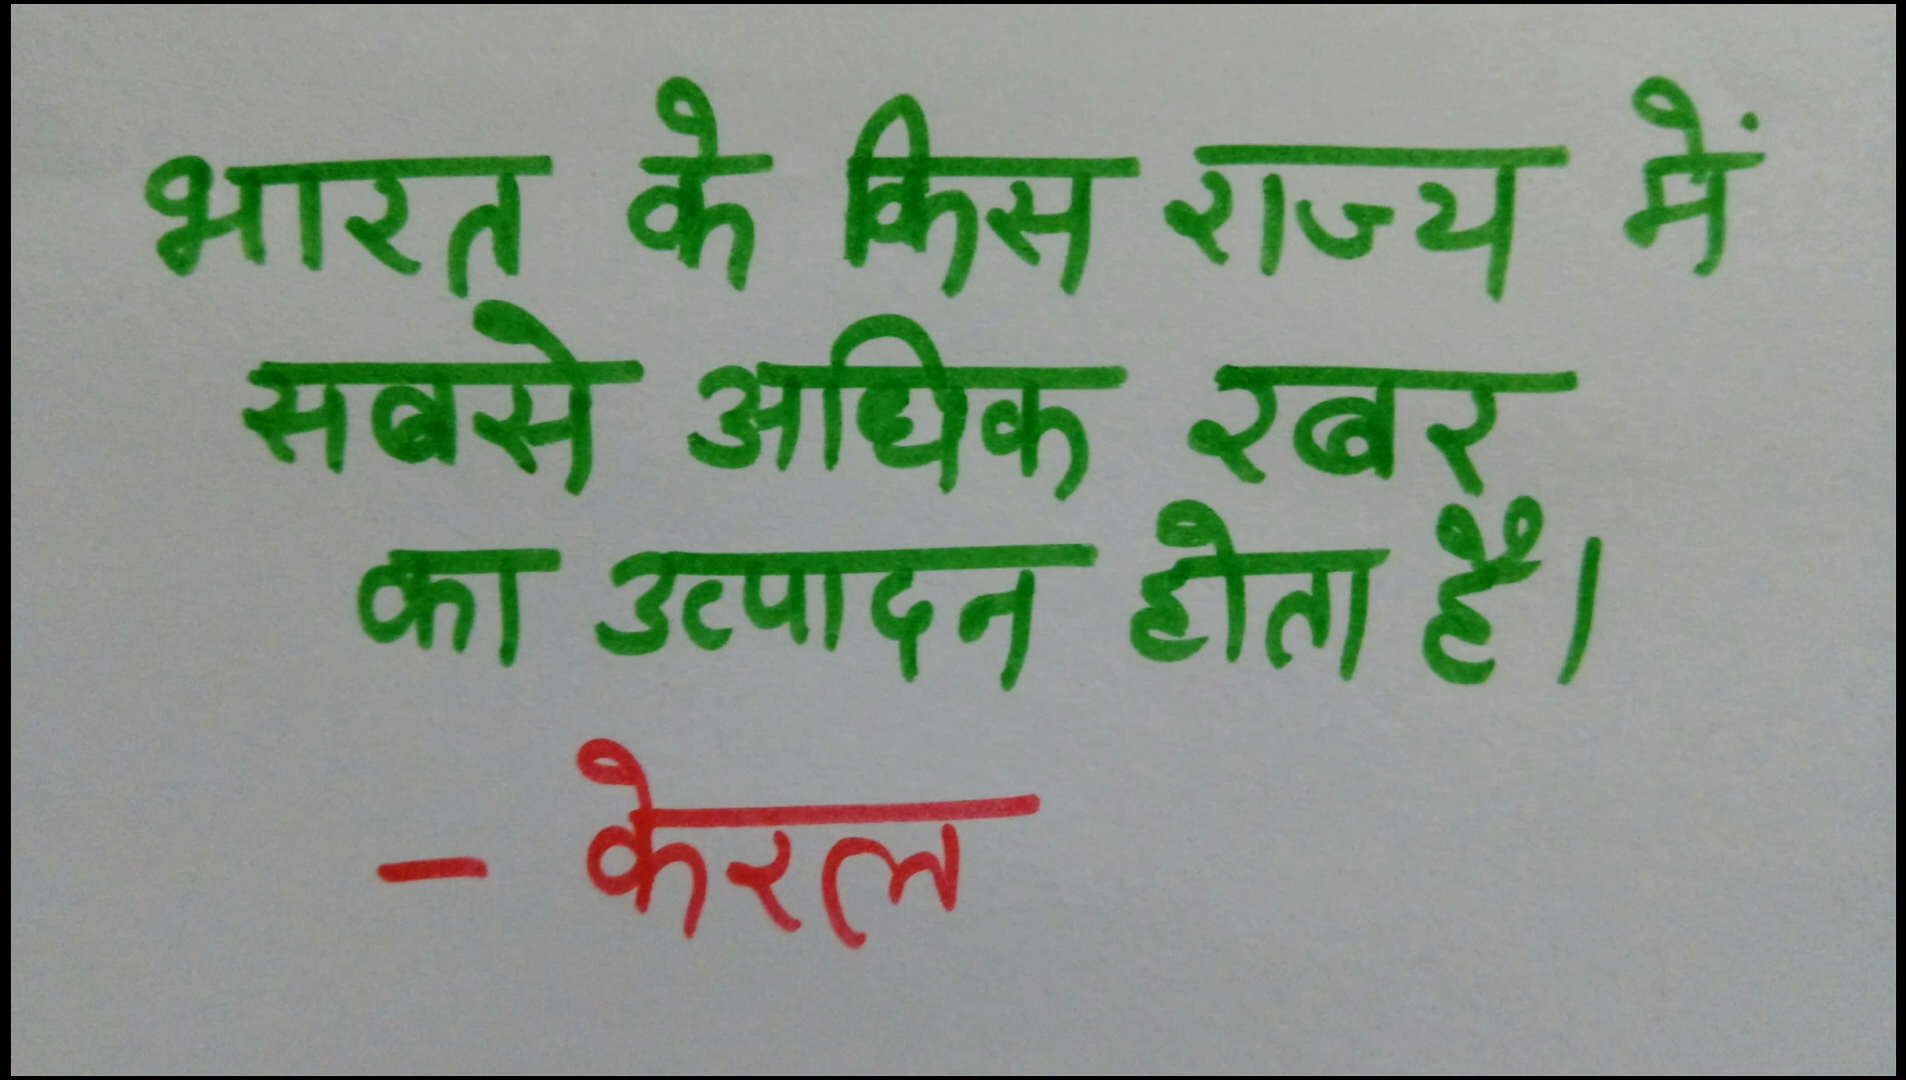 भारत के किस राज्य में
सबसे अधिक रबर
का उत्पादन होता है।
- केरल